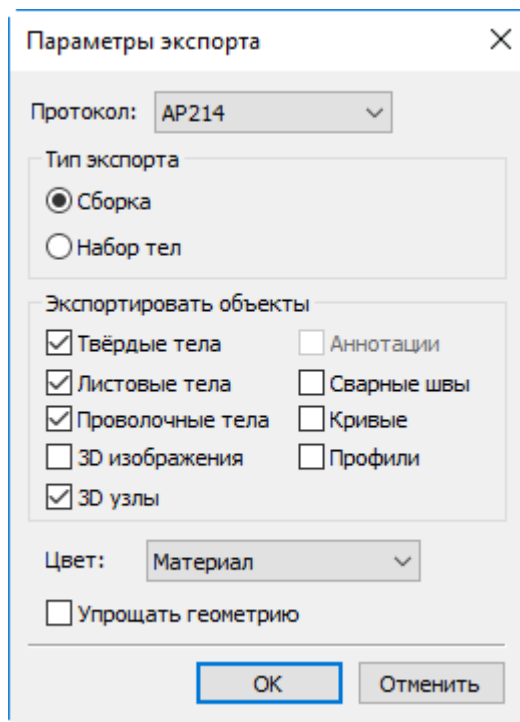 Параметры экспорта
Протокол: AP214
Тип экспорта
Сборка
Набор тел
Экспортировать объекты
Твёрдые тела Аннотации
Листовые тела Сварные швы
Проволочные тела Кривые
3D изображения Профили
3D узлы
Цвет: Материал
Упрощать геометрию
ОК Отменить